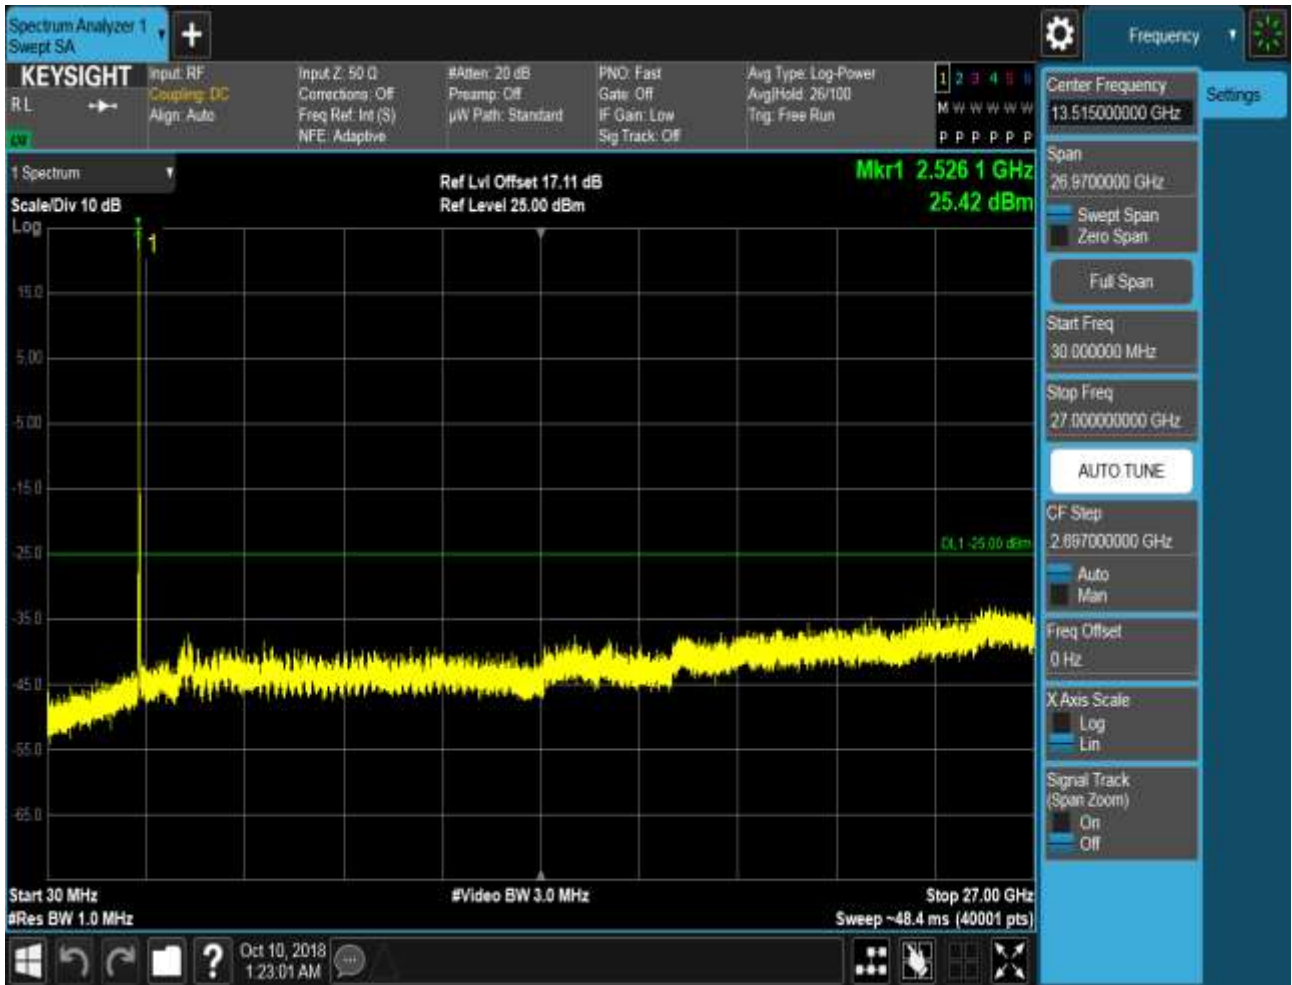 Spectrum Analyzer 1
Swept SA
Frequency
KEYSIGHT
RL
Input: RF
Coupling: DC
Align: Auto
Input Z: 50 Ω
Corrections: Off
Freq Ref: Int (S)
NFE: Adaptive
#Atten: 20 dB
Preamp: Off
µW Path: Standard
PNO: Fast
Gate: Off
IF Gain: Low
Sig Track: Off
Avg Type: Log-Power
Avg|Hold: 26/100
Trig: Free Run
1 2 3 4 5 6
M W W W W W
P P P P P P
1 Spectrum
Scale/Div 10 dB
Log
Ref Lvl Offset 17.11 dB
Ref Level 25.00 dBm
Mkr1 2.526 1 GHz
25.42 dBm
1
15.0
5.00
-5.00
-15.0
-25.0
DL1 -25.00 dBm
-35.0
-45.0
-55.0
-65.0
Start 30 MHz
#Res BW 1.0 MHz
#Video BW 3.0 MHz
Stop 27.00 GHz
Sweep ~48.4 ms (40001 pts)
Oct 10, 2018
1:23:01 AM
Center Frequency
13.515000000 GHz
Settings
Span
26.9700000 GHz
Swept Span
Zero Span
Full Span
Start Freq
30.000000 MHz
Stop Freq
27.000000000 GHz
AUTO TUNE
CF Step
2.697000000 GHz
Auto
Man
Freq Offset
0 Hz
X Axis Scale
Log
Lin
Signal Track
(Span Zoom)
On
Off